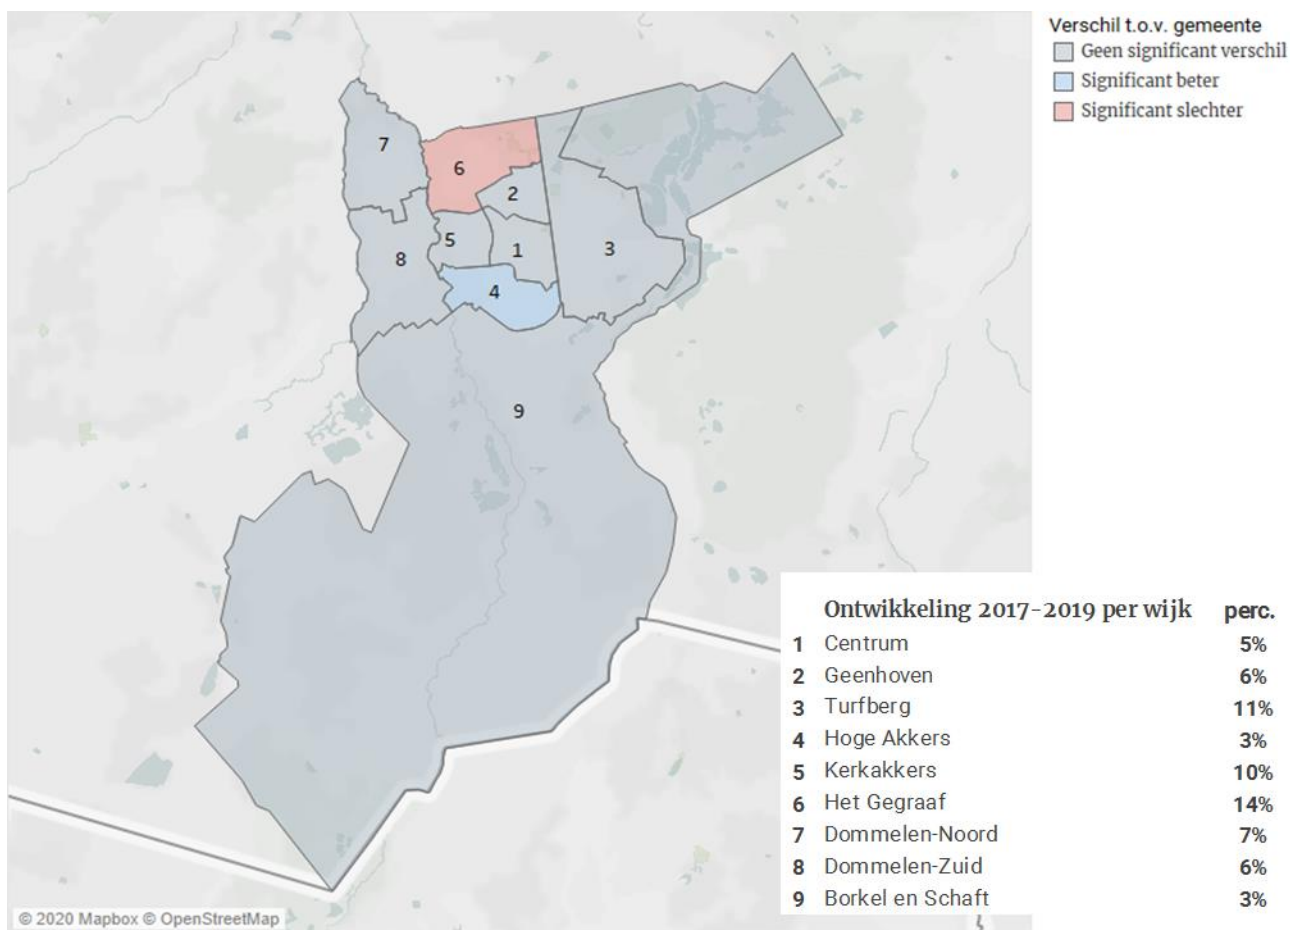 Verschil t.o.v. gemeente
Geen significant verschil
Significant beter
Significant slechter
7
6
2
5
1
3
8
4
9
Ontwikkeling 2017-2019 per wijk perc.
1 Centrum 5%
2 Geenhoven 6%
3 Turfberg 11%
4 Hoge Akkers 3%
5 Kerkakkers 10%
6 Het Gegraaf 14%
7 Dommelen-Noord 7%
8 Dommelen-Zuid 6%
9 Borkel en Schaft 3%
© 2020 Mapbox © OpenStreetMap